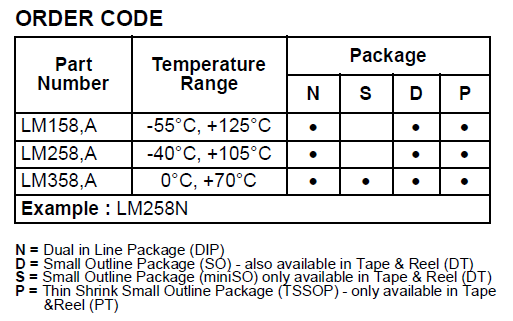 ORDER CODE
Part Number Temperature Range Package
N S D P
LM158,A -55°C, +125°C • • •
LM258,A -40°C, +105°C • • •
LM358,A 0°C, +70°C • • • •
Example : LM258N
N = Dual in Line Package (DIP)
D = Small Outline Package (SO) - also available in Tape & Reel (DT)
S = Small Outline Package (miniSO) only available in Tape & Reel (DT)
P = Thin Shrink Small Outline Package (TSSOP) - only available in Tape
&Reel (PT)